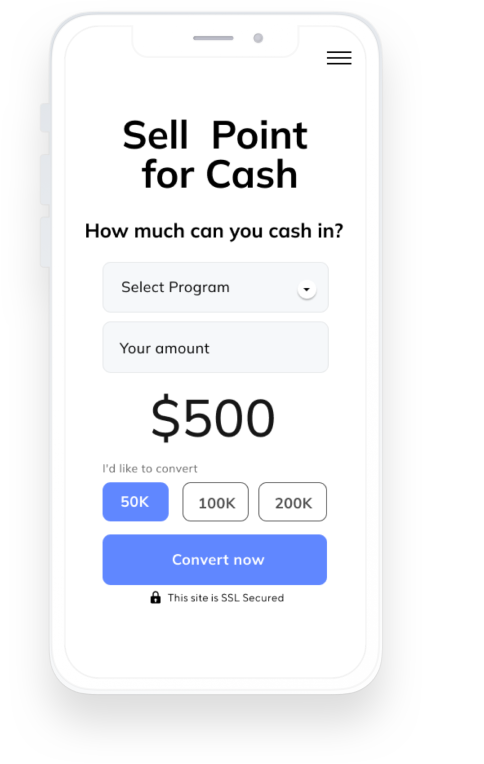 Sell Point
for Cash
How much can you cash in?
Select Program
Your amount
$500
I'd like to convert
50K 100K 200K
Convert now
This site is SSL Secured